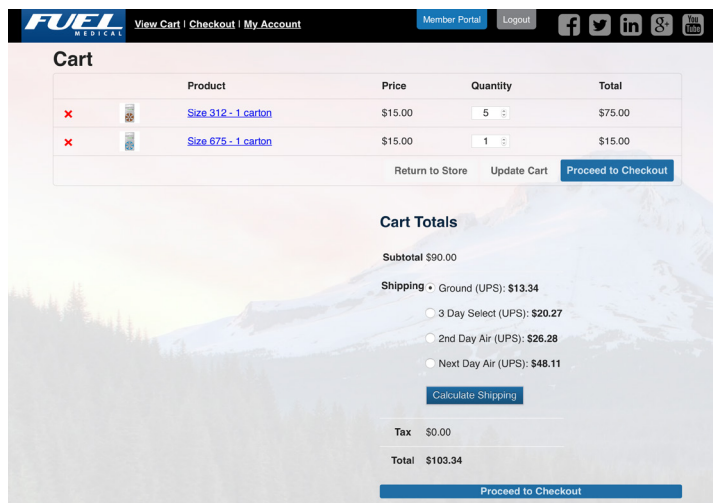 FUEL
MEDICAL
View Cart | Checkout | My Account
Member Portal
Logout
f
in
g+
You
Tube
Cart
Product Price Quantity Total
Size 312 - 1 carton $15.00 5 $75.00
Size 675 - 1 carton $15.00 1 $15.00
Return to Store Update Cart Proceed to Checkout
Cart Totals
Subtotal $90.00
Shipping Ground (UPS): $13.34
3 Day Select (UPS): $20.27
2nd Day Air (UPS): $26.28
Next Day Air (UPS): $48.11
Calculate Shipping
Tax $0.00
Total $103.34
Proceed to Checkout